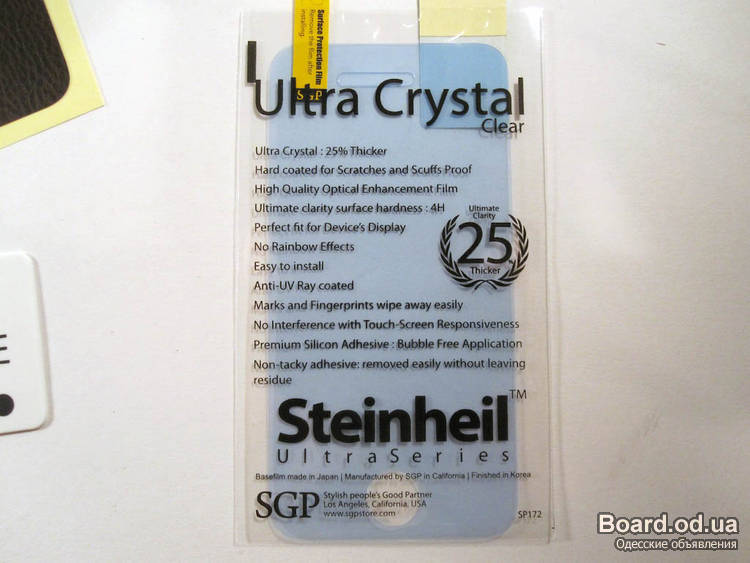 Surface Protection Film
Remove the film after
installing.
SGP
Ultra Crystal
Clear
Ultra Crystal : 25% Thicker
Hard coated for Scratches and Scuffs Proof
High Quality Optical Enhancement Film
Ultimate clarity surface hardness : 4H
Perfect fit for Device's Display
No Rainbow Effects
Easy to install
Anti-UV Ray coated
Marks and Fingerprints wipe away easily
No Interference with Touch-Screen Responsiveness
Premium Silicon Adhesive : Bubble Free Application
Non-tacky adhesive: removed easily without leaving
residue
Ultimate
Clarity
25
Thicker
Steinheil™
UltraSeries
Basefilm made in Japan | Manufactured by SGP in California | Finished in Korea
SGP
Stylish people's Good Partner
Los Angeles, California, USA
www.sgpstore.com
SP172
E
Board.od.ua
Одесские объявления